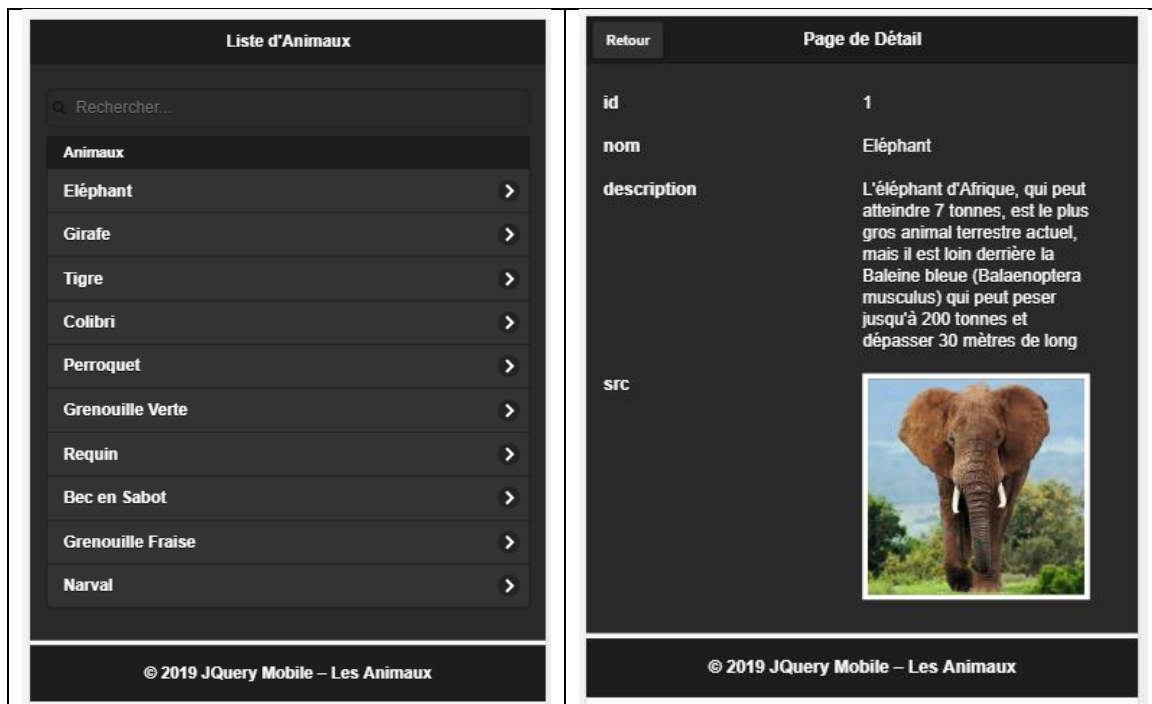 Liste d'Animaux
Rechercher...
Animaux
Eléphant
Girafe
Tigre
Colibri
Perroquet
Grenouille Verte
Requin
Bec en Sabot
Grenouille Fraise
Narval
© 2019 JQuery Mobile – Les Animaux
Retour
Page de Détail
id
1
nom
Eléphant
description
L'éléphant d'Afrique, qui peut
atteindre 7 tonnes, est le plus
gros animal terrestre actuel,
mais il est loin derrière la
Baleine bleue (Balaenoptera
musculus) qui peut peser
jusqu'à 200 tonnes et
dépasser 30 mètres de long
src
© 2019 JQuery Mobile – Les Animaux